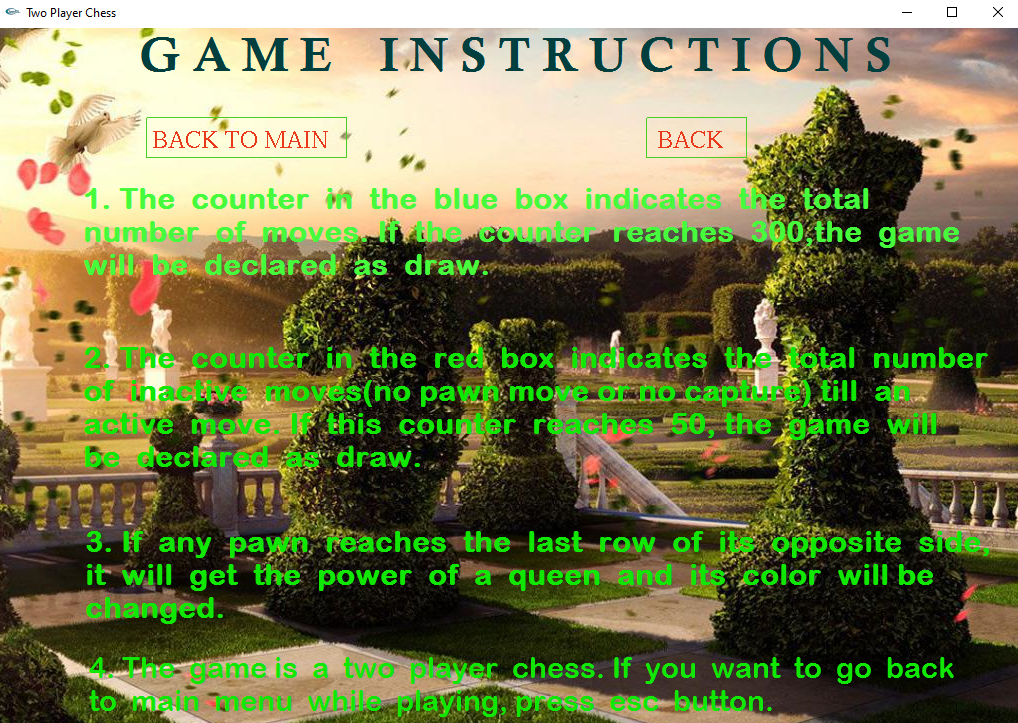 Two Player Chess
GAME INSTRUCTIONS
BACK TO MAIN
BACK
1. The counter in the blue box indicates the total
number of moves. If the counter reaches 300,the game
will be declared as draw.
2. The counter in the red box indicates the total number
of inactive moves(no pawn move or no capture) till an
active move. If this counter reaches 50, the game will
be declared as draw.
3. If any pawn reaches the last row of its opposite side,
it will get the power of a queen and its color will be
changed.
4. The game is a two player chess. If you want to go back
to main menu while playing, press esc button.